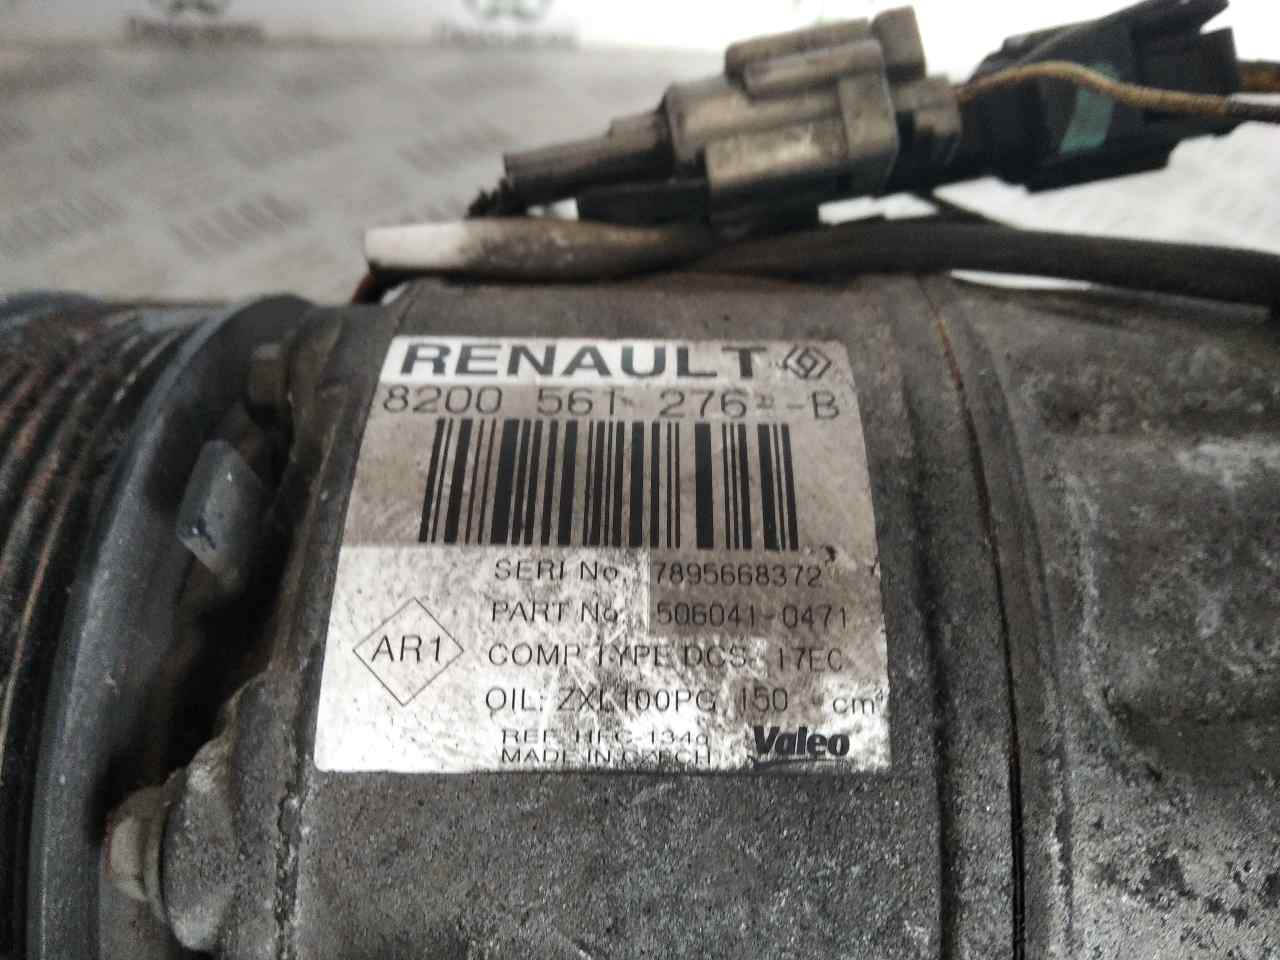 RENAULT
8200 561 276 --B
SERI No. 7895668372
PART No. 506041-0471
AR1
COMP TYPE DCS- 17EC
OIL: ZXL100PG 150 cm³
REF. HFC-134a
MADE IN CZECH
Valeo